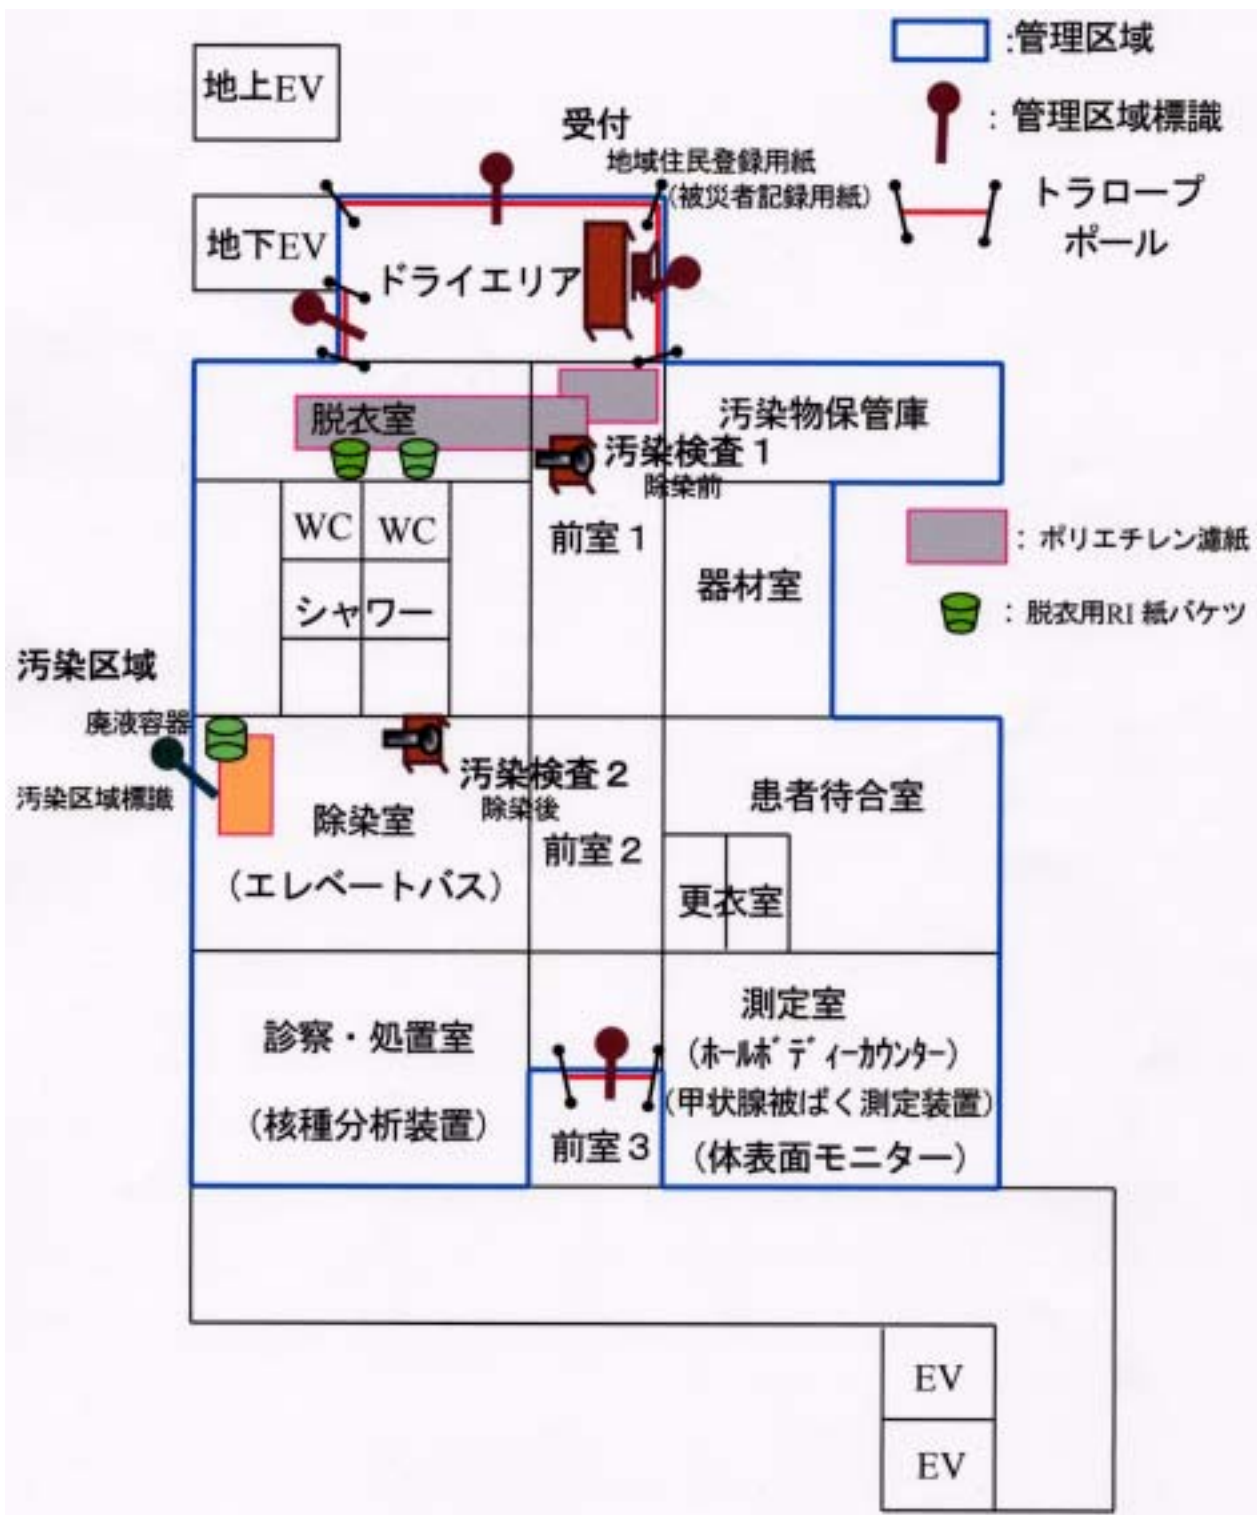 地上EV
:管理区域
:管理区域標識
受付
地域住民登録用紙
(被災者記録用紙)
トラロープ
ポール
地下EV
ドライエリア
脱衣室
汚染物保管庫
汚染検査1
除染前
WC
WC
前室1
:ポリエチレン濾紙
器材室
シャワー
:脱衣用RI紙バケツ
汚染区域
廃液容器
汚染検査2
除染後
汚染区域標識
除染室
(エレベートバス)
前室2
患者待合室
更衣室
診察・処置室
(核種分析装置)
測定室
(ホールボディーカウンター)
(甲状腺被ばく測定装置)
(体表面モニター)
前室3
EV
EV